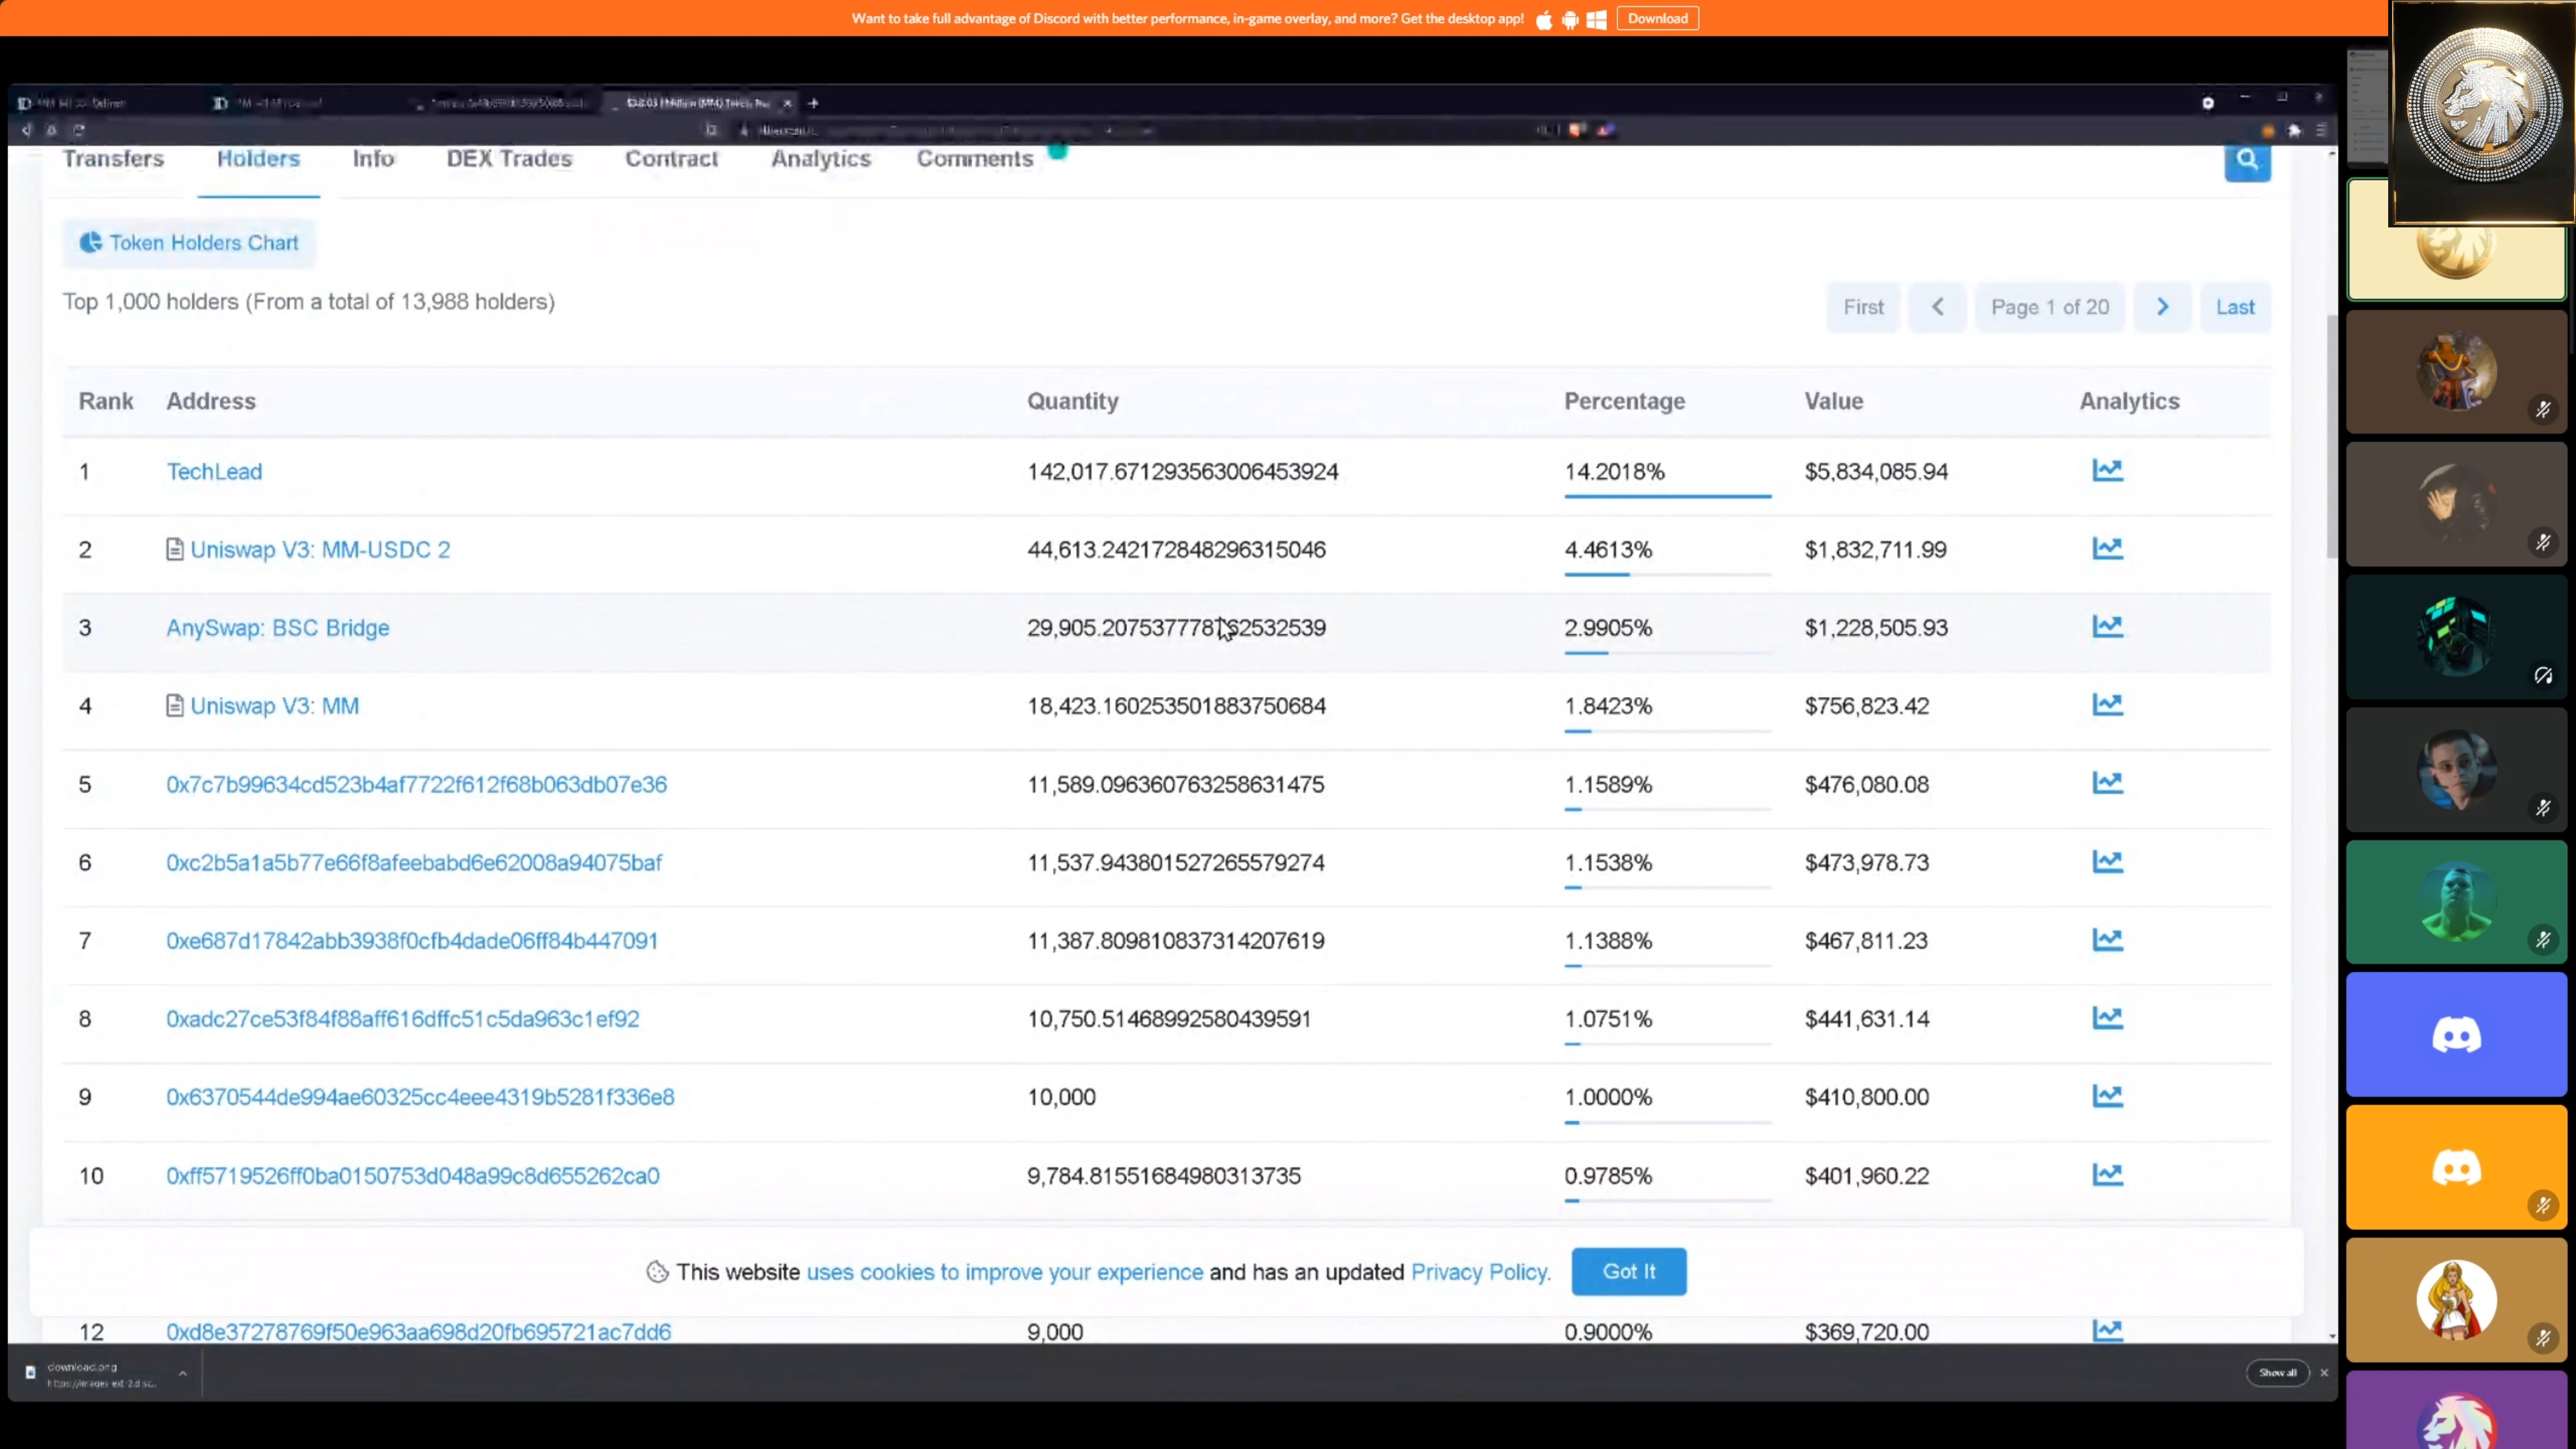 Want to take full advantage of Discord with better performance, in-game overlay, and more? Get the desktop app! Download
Transfers Holders Info DEX Trades Contract Analytics Comments
Token Holders Chart
Top 1,000 holders (From a total of 13,988 holders)
First Page 1 of 20 Last
Rank Address Quantity Percentage Value Analytics
1 TechLead 142,017.671293563006453924 14.2018% $5,834,085.94
2 Uniswap V3: MM-USDC 2 44,613.242172848296315046 4.4613% $1,832,711.99
3 AnySwap: BSC Bridge 2.9905% $1,228,505.93
4 Uniswap V3: MM 18,423.160253501883750684 1.8423% $756,823.42
5 0x7c7b99634cd523b4af7722f612f68b063db07e36 11,589.096360763258631475 1.1589% $476,080.08
6 0xc2b5a1a5b77e66f8afeebabd6e62008a94075baf 11,537.943801527265579274 1.1538% $473,978.73
7 0xe687d17842abb3938f0cfb4dade06ff84b447091 11,387.809810837314207619 1.1388% $467,811.23
8 0xadc27ce53f84f88aff616dffc51c5da963c1ef92 10,750.51468992580439591 1.0751% $441,631.14
9 0x6370544de994ae60325cc4eee4319b5281f336e8 10,000 1.0000% $410,800.00
10 0xff5719526ff0ba0150753d048a99c8d655262ca0 9,784.81551684980313735 0.9785% $401,960.22
This website uses cookies to improve your experience and has an updated Privacy Policy. Got It
12 0xd8e37278769f50e963aa698d20fb695721ac7dd6 9,000 0.9000% $369,720.00
download.png
Show all